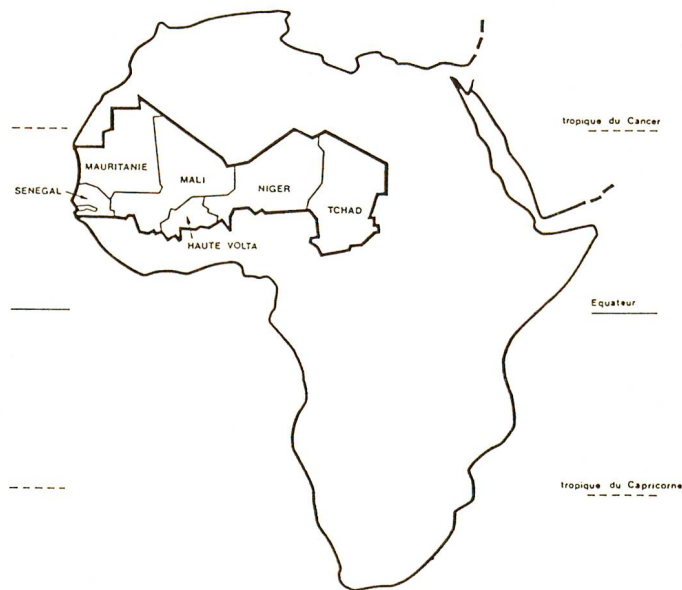 tropique du Cancer
MAURITANIE
MALI
SENEGAL
NIGER
TCHAD
HAUTE VOLTA
Equateur
tropique du Capricorne